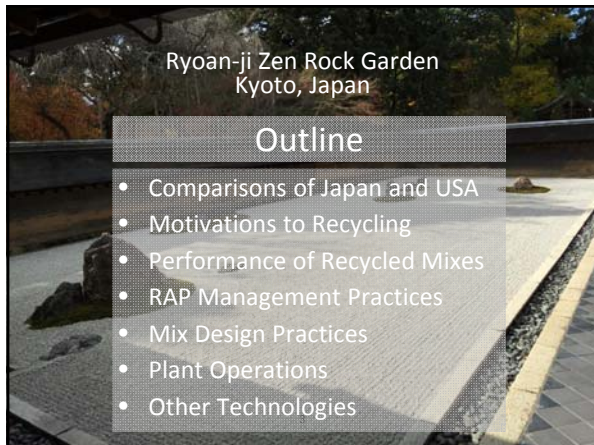 Ryoan-ji Zen Rock Garden
Kyoto, Japan
Outline
• Comparisons of Japan and USA
• Motivations to Recycling
• Performance of Recycled Mixes
• RAP Management Practices
• Mix Design Practices
• Plant Operations
• Other Technologies